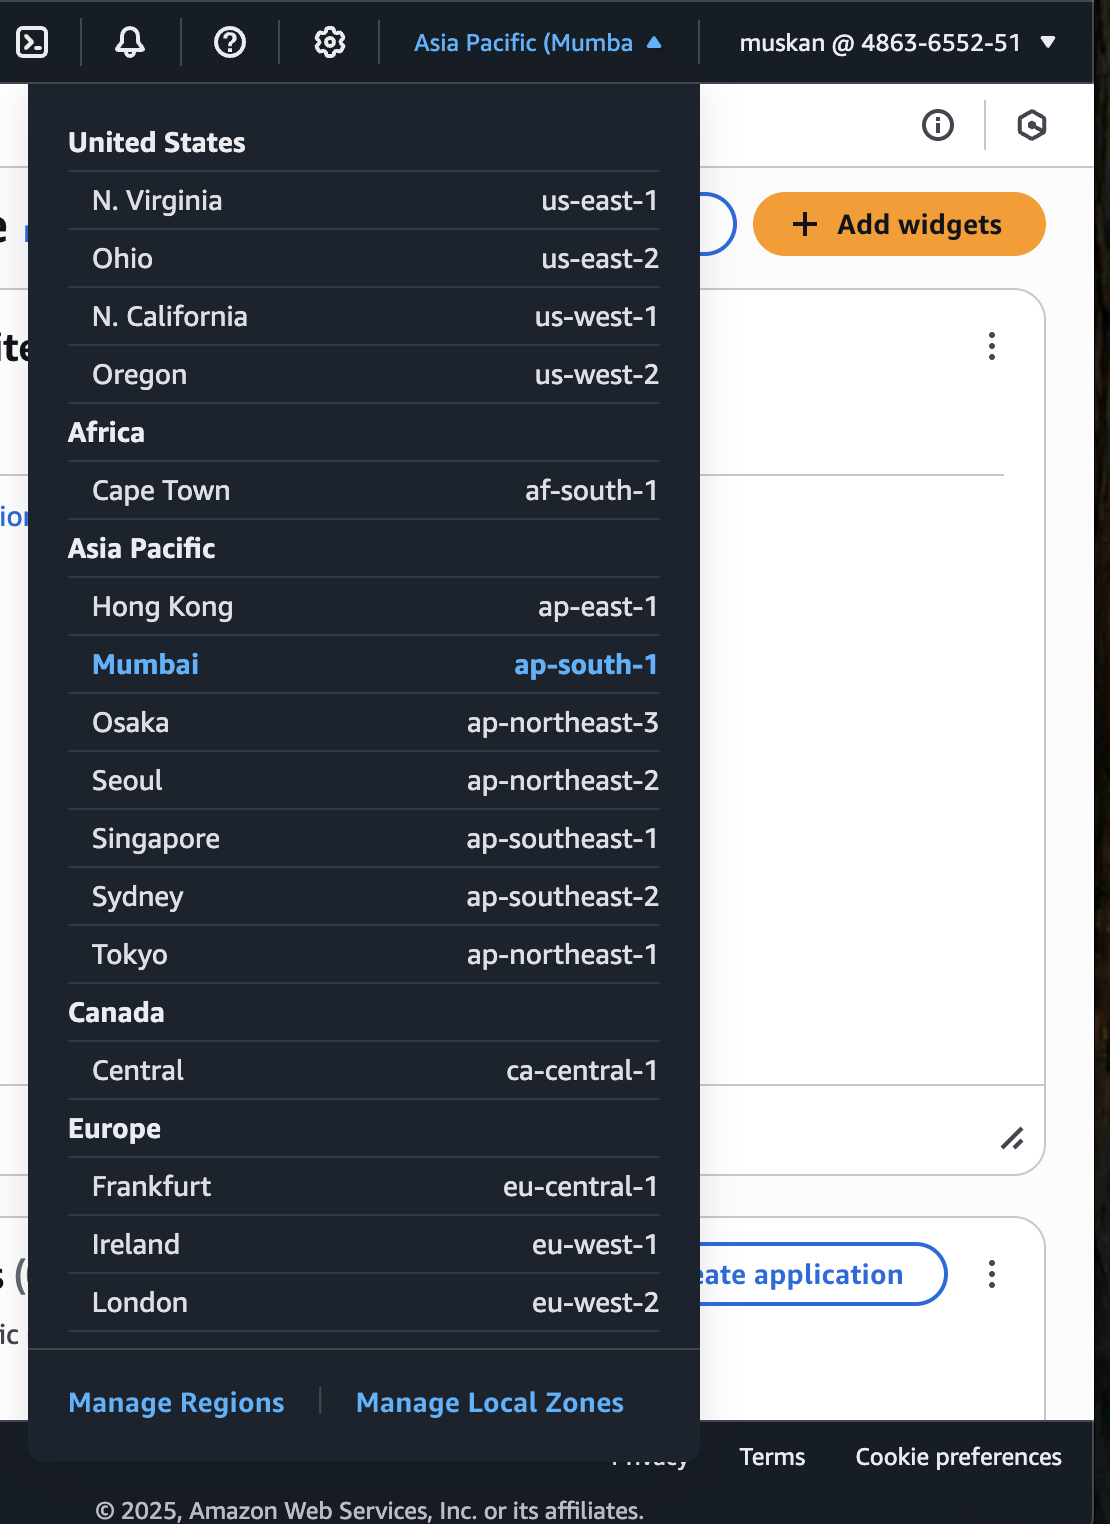 Asia Pacific (Mumba
muskan @ 4863-6552-51
United States
N. Virginia us-east-1
Add widgets
Ohio us-east-2
N. California us-west-1
Oregon us-west-2
Africa
Cape Town af-south-1
Asia Pacific
Hong Kong ap-east-1
Mumbai ap-south-1
Osaka ap-northeast-3
Seoul ap-northeast-2
Singapore ap-southeast-1
Sydney ap-southeast-2
Tokyo ap-northeast-1
Canada
Central ca-central-1
Europe
Frankfurt eu-central-1
Ireland eu-west-1
eate application
London eu-west-2
Manage Regions
Manage Local Zones
Privacy Terms Cookie preferences
© 2025, Amazon Web Services, Inc. or its affiliates.